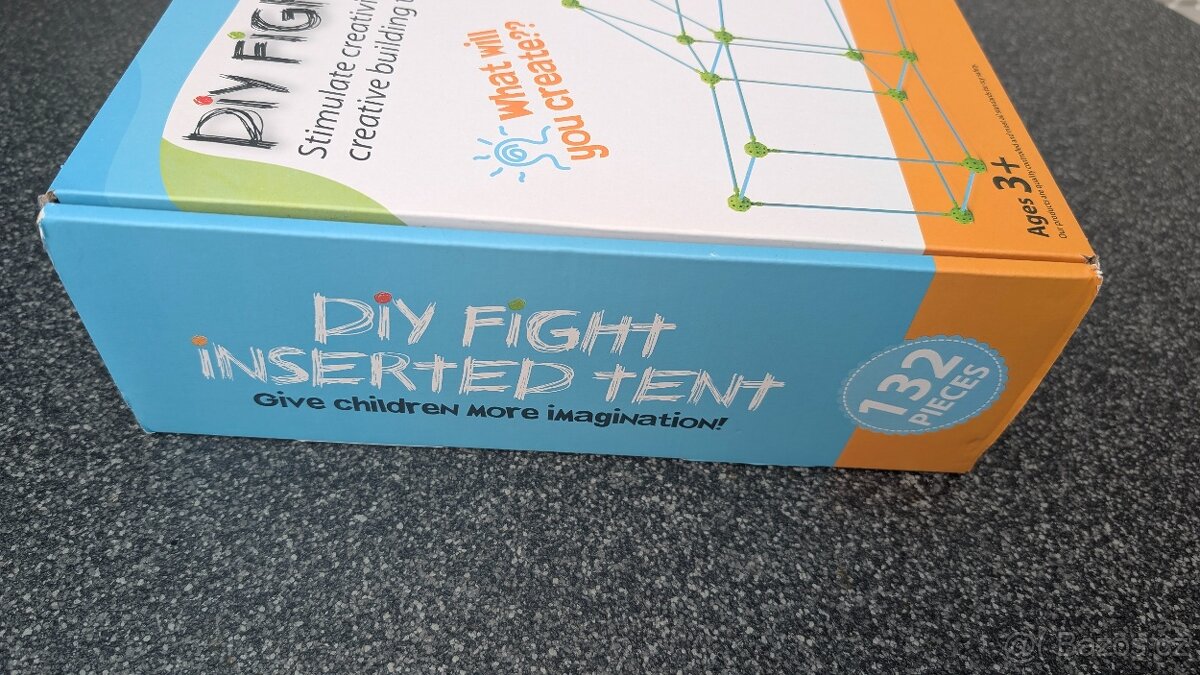 DiY FiGH
Stimulate creativi
creative building
What will
you create??
Ages 3+
DiY FiGHt
iNSERtED tENt
Give children More imagination!
132
PIECES
Bazos.cz